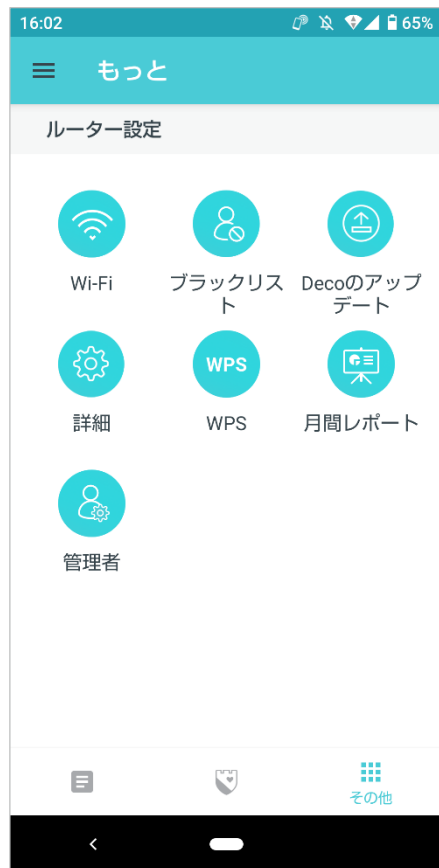 16:02
65%
もっと
ルーター設定
Wi-Fi
ブラックリス
ト
Decoのアップ
デート
詳細
WPS
WPS
月間レポート
管理者
その他